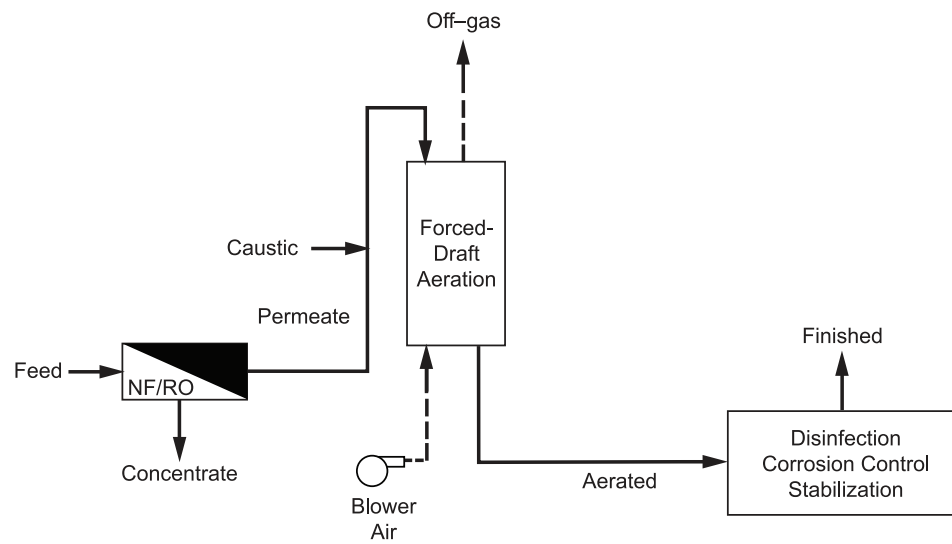 Off–gas
Forced-
Draft
Aeration
Caustic
Permeate
Feed
NF/RO
Concentrate
Blower
Air
Aerated
Finished
Disinfection
Corrosion Control
Stabilization